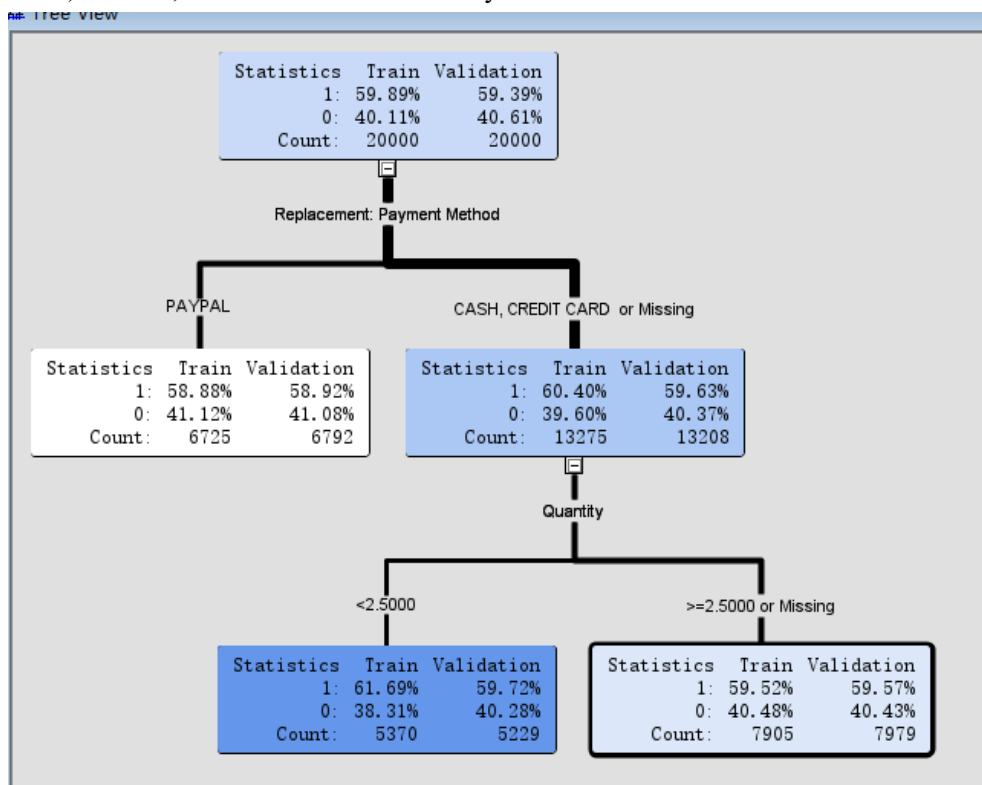 Tree View
Statistics Train Validation
1: 59.89% 59.39%
0: 40.11% 40.61%
Count: 20000 20000
Replacement: Payment Method
PAYPAL
CASH, CREDIT CARD or Missing
Statistics Train Validation
1: 58.88% 58.92%
0: 41.12% 41.08%
Count: 6725 6792
Statistics Train Validation
1: 60.40% 59.63%
0: 39.60% 40.37%
Count: 13275 13208
Quantity
<2.5000
>=2.5000 or Missing
Statistics Train Validation
1: 61.69% 59.72%
0: 38.31% 40.28%
Count: 5370 5229
Statistics Train Validation
1: 59.52% 59.57%
0: 40.48% 40.43%
Count: 7905 7979